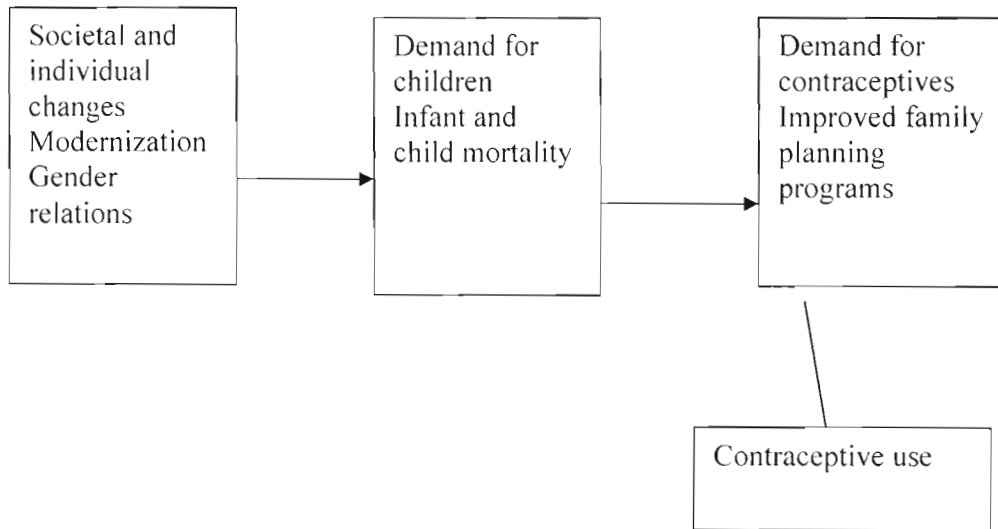 Societal and
individual
changes
Modernization
Gender
relations
Demand for
children
Infant and
child mortality
Demand for
contraceptives
Improved family
planning
programs
Contraceptive use